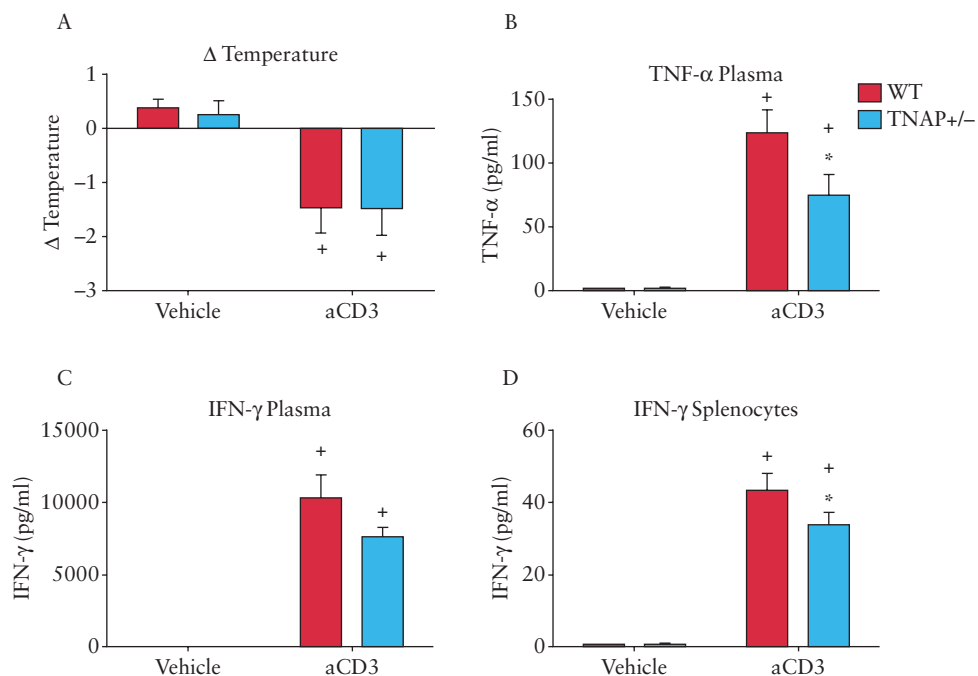 A
Δ Temperature
Δ Temperature
1
0
–1
–2
–3
+
+
Vehicle
aCD3
B
TNF-α Plasma
TNF-α (pg/ml)
150
100
50
0
+
+
*
Vehicle
aCD3
WT
TNAP+/–
C
IFN-γ Plasma
IFN-γ (pg/ml)
15000
10000
5000
0
+
+
Vehicle
aCD3
D
IFN-γ Splenocytes
IFN-γ (pg/ml)
60
40
20
0
+
+
*
Vehicle
aCD3